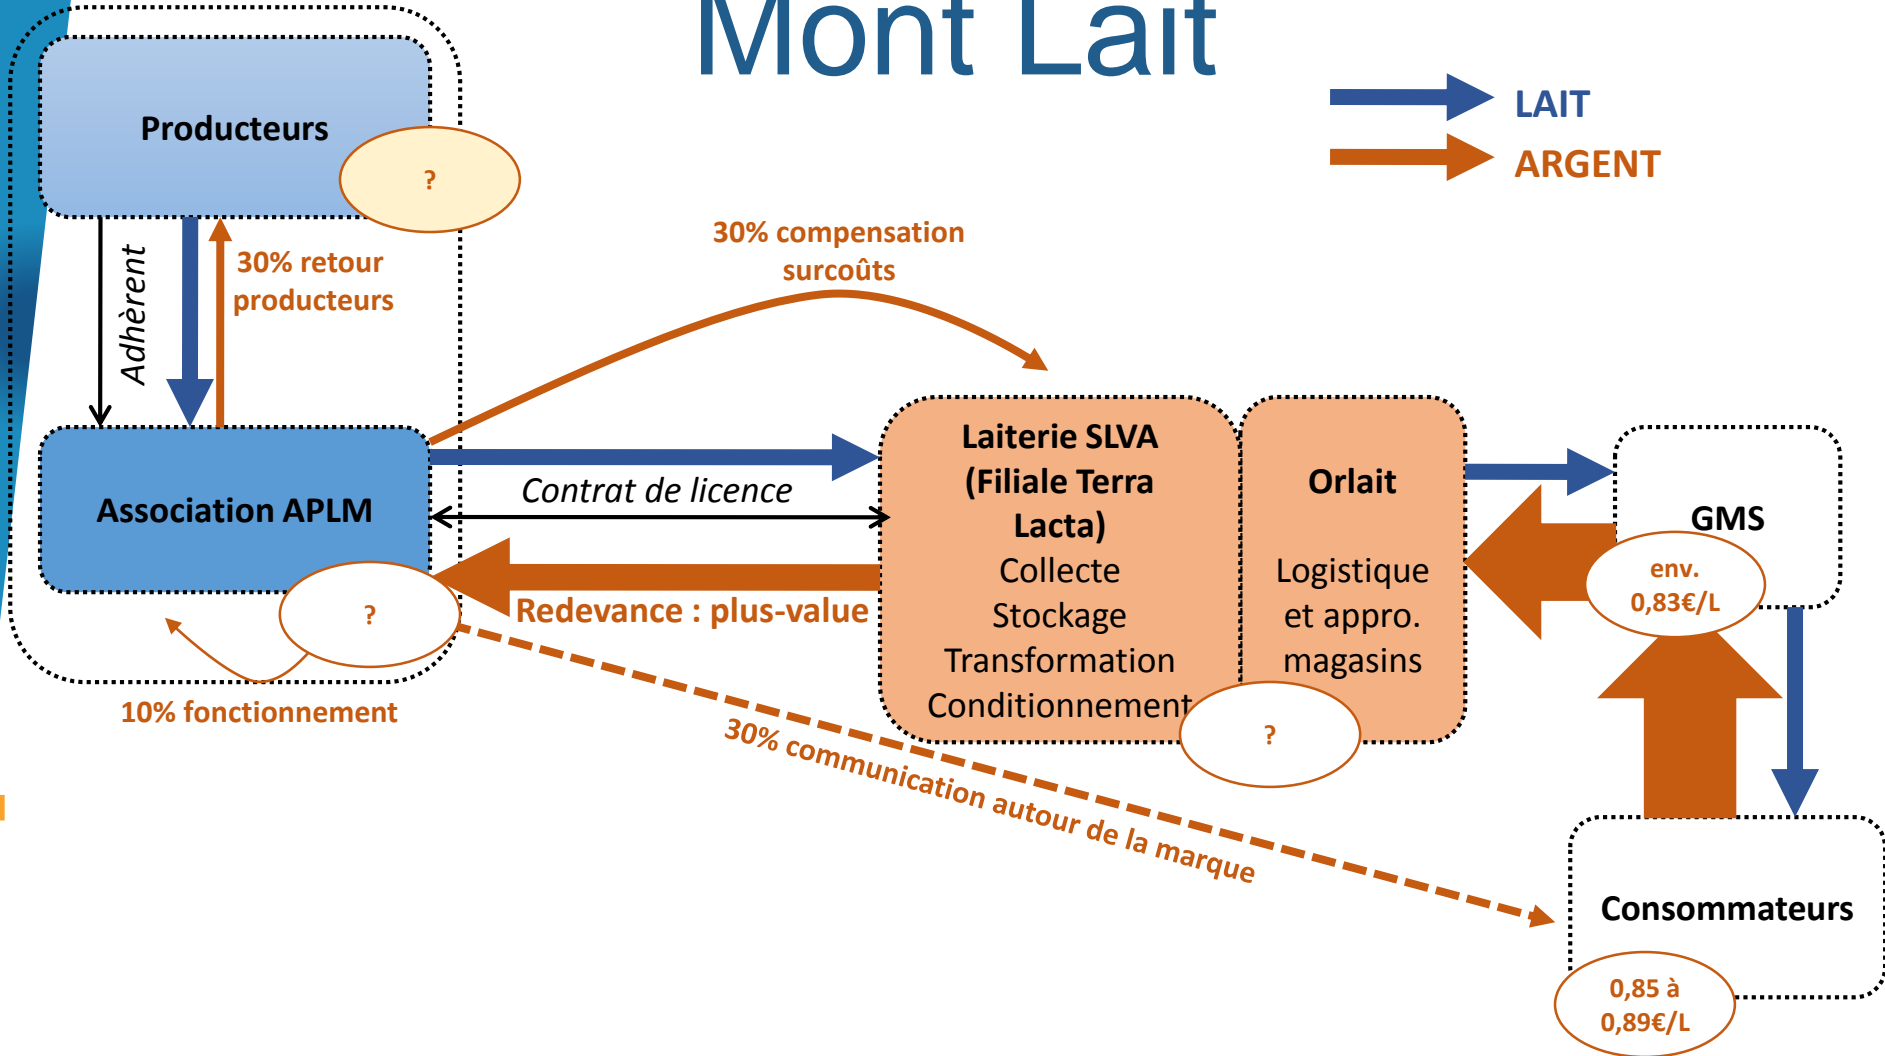 Mont Lait
LAIT
ARGENT
Producteurs
?
Adhèrent
30% retour
producteurs
30% compensation
surcoûts
Association APLM
?
10% fonctionnement
Contrat de licence
Redevance : plus-value
Laiterie SLVA
(Filiale Terra
Lacta)
Collecte
Stockage
Transformation
Conditionnement
Orlait
Logistique
et appro.
magasins
?
GMS
env.
0,83€/L
30% communication autour de la marque
Consommateurs
0,85 à
0,89€/L